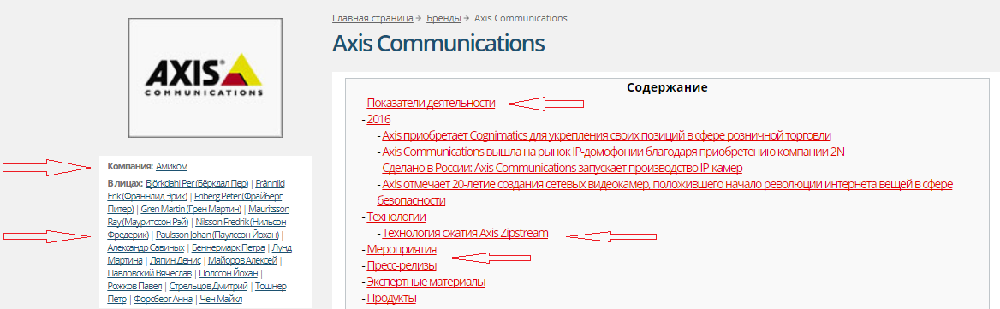 AXIS
COMMUNICATIONS
Компания: Амиком
В лицах: Björkdahl Per (Бёркдал Пер) | Frännlid
Erik (Франнлид Эрик) | Friberg Peter (Фрайберг
Питер) | Gren Martin (Грен Мартин) | Mauritsson
Ray (Мауритссон Рэй) | Nilsson Fredrik (Нильсон
Фредерик) | Paulsson Johan (Паулссон Йохан) |
Александр Савиных | Беннермарк Петра | Лунд
Мартина | Ляпин Денис | Майоров Алексей |
Павловский Вячеслав | Полссон Йохан |
Рожков Павел | Стрельцов Дмитрий | Тошнер
Петр | Форсберг Анна | Чен Майкл
Главная страница → Бренды → Axis Communications
Axis Communications
Содержание
- Показатели деятельности
- 2016
- Axis приобретает Cognimatics для укрепления своих позиций в сфере розничной торговли
- Axis Communications вышла на рынок IP-домофонии благодаря приобретению компании 2N
- Сделано в России: Axis Communications запускает производство IP-камер
- Axis отмечает 20-летие создания сетевых видеокамер, положившего начало революции интернета вещей в сфере
безопасности
- Технологии
- Технология сжатия Axis Zipstream
- Мероприятия
- Пресс-релизы
- Экспертные материалы
- Продукты